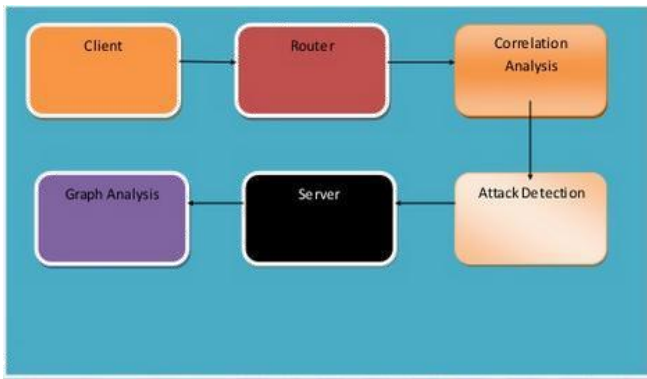 Client
Router
Correlation
Analysis
Graph Analysis
Server
Attack Detection